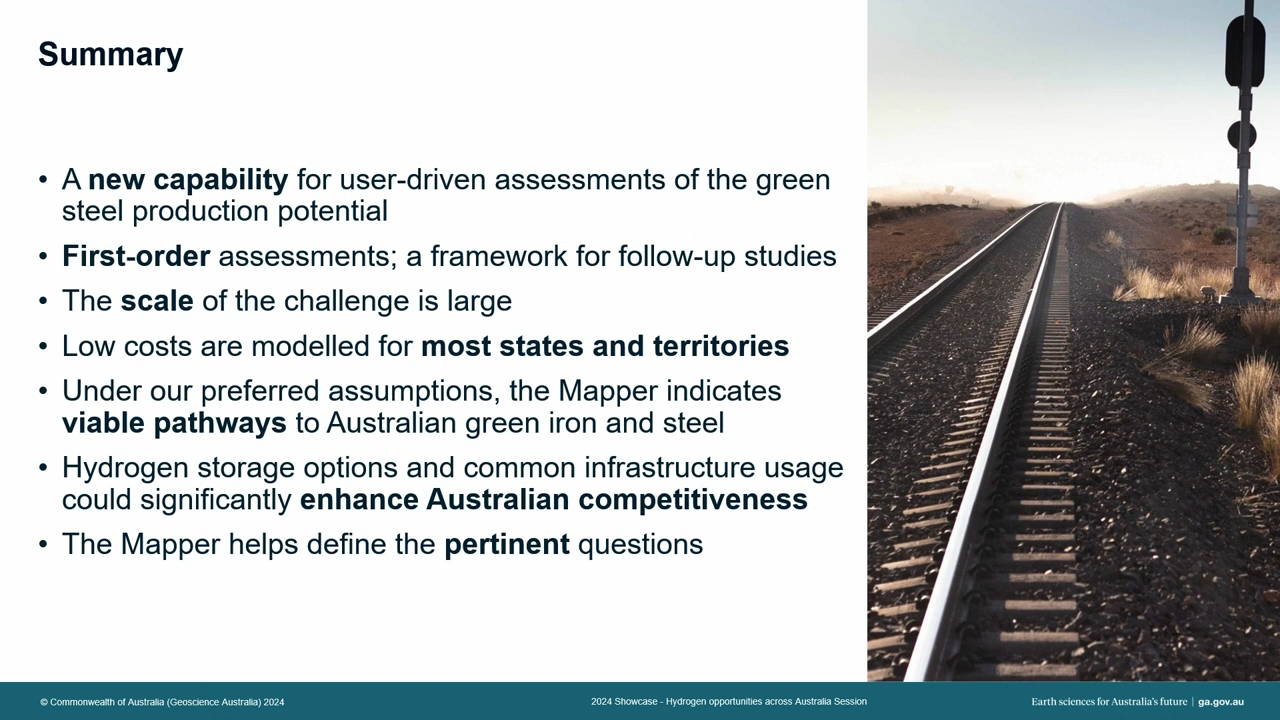 Summary
• A new capability for user-driven assessments of the green
steel production potential
• First-order assessments; a framework for follow-up studies
• The scale of the challenge is large
• Low costs are modelled for most states and territories
• Under our preferred assumptions, the Mapper indicates
viable pathways to Australian green iron and steel
• Hydrogen storage options and common infrastructure usage
could significantly enhance Australian competitiveness
• The Mapper helps define the pertinent questions
© Commonwealth of Australia (Geoscience Australia) 2024
2024 Showcase - Hydrogen opportunities across Australia Session
Earth sciences for Australia's future | ga.gov.au